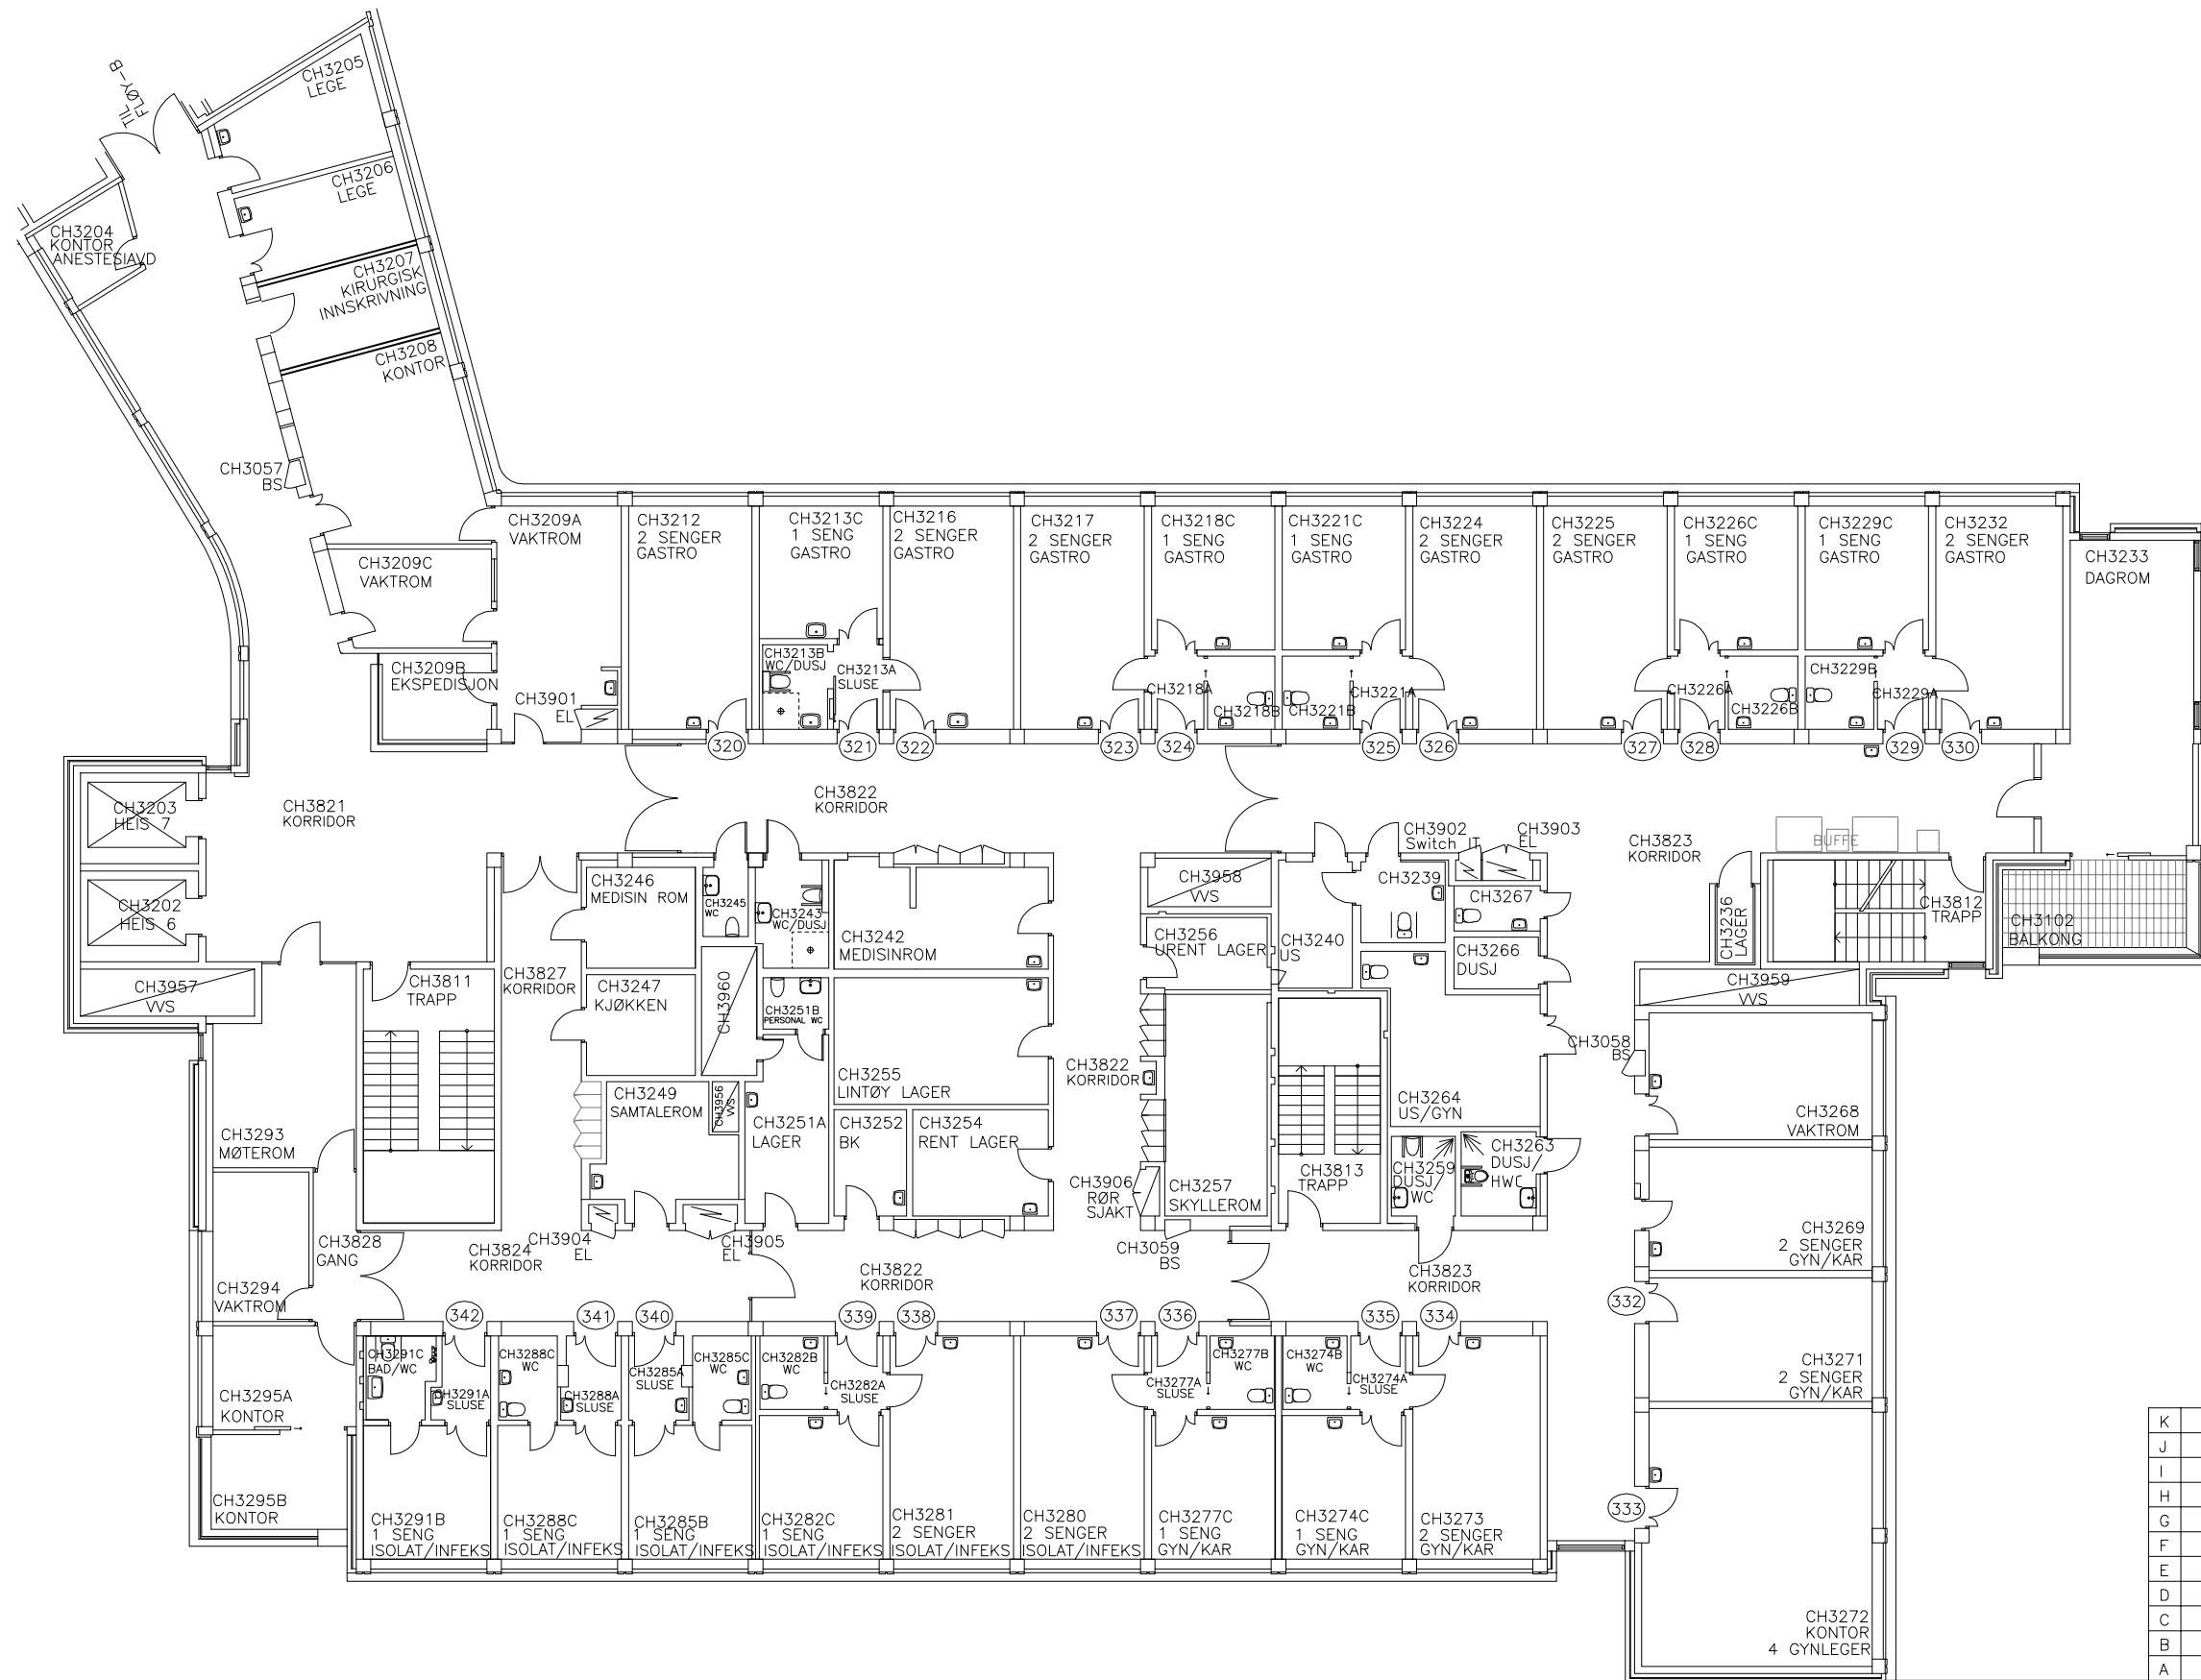 TIL
FLØY-B
CH3205
LEGE
CH3206
LEGE
CH3204
KONTOR
ANESTESIAVD
CH3207
KIRURGISK
INNSKRIVNING
CH3208
KONTOR
CH3057
BS
CH3209A
VAKTROM
CH3209C
VAKTROM
CH3209B
EKSPEDISJON
CH3901
EL
CH3212
2 SENGER
GASTRO
CH3213C
1 SENG
GASTRO
CH3213B
WC/DUSJ
CH3213A
SLUSE
CH3216
2 SENGER
GASTRO
CH3217
2 SENGER
GASTRO
CH3218C
1 SENG
GASTRO
CH3218A
CH3218B
CH3221C
1 SENG
GASTRO
CH3221A
CH3221B
CH3224
2 SENGER
GASTRO
CH3225
2 SENGER
GASTRO
CH3226C
1 SENG
GASTRO
CH3226A
CH3226B
CH3229C
1 SENG
GASTRO
CH3229B
CH3229A
CH3232
2 SENGER
GASTRO
CH3233
DAGROM
320
321
322
323
324
325
326
327
328
329
330
CH3203
HEIS 7
CH3821
KORRIDOR
CH3822
KORRIDOR
CH3902
Switch IT
CH3903
EL
CH3823
KORRIDOR
BUFFE
CH3202
HEIS 6
CH3246
MEDISIN ROM
CH3245
WC
CH3243
WC/DUSJ
CH3242
MEDISINROM
CH3958
VVS
CH3256
URENT LAGER
CH3240
US
CH3239
CH3267
CH3266
DUSJ
CH3236
LAGER
CH3812
TRAPP
CH3102
BALKONG
CH3957
VVS
CH3811
TRAPP
CH3827
KORRIDOR
CH3247
KJØKKEN
CH3960
CH3251B
PERSONAL WC
CH3959
VVS
CH3255
LINTØY LAGER
CH3822
KORRIDOR
CH3058
BS
CH3249
SAMTALEROM
CH3956
VVS
CH3251A
LAGER
CH3252
BK
CH3254
RENT LAGER
CH3264
US/GYN
CH3268
VAKTROM
CH3293
MØTEROM
CH3906
RØR
SJAKT
CH3257
SKYLLEROM
CH3813
TRAPP
CH3259
DUSJ/
WC
CH3263
DUSJ/
HWC
CH3828
GANG
CH3824
KORRIDOR
CH3904
EL
CH3905
EL
CH3822
KORRIDOR
CH3059
BS
CH3823
KORRIDOR
CH3269
2 SENGER
GYN/KAR
CH3294
VAKTROM
342
341
340
339
338
337
336
335
334
332
CH3291C
BAD/WC
CH3291A
SLUSE
CH3288C
WC
CH3288A
SLUSE
CH3285A
SLUSE
CH3285C
WC
CH3282B
WC
CH3282A
SLUSE
CH3277A
SLUSE
CH3277B
WC
CH3274B
WC
CH3274A
SLUSE
CH3271
2 SENGER
GYN/KAR
CH3295A
KONTOR
CH3295B
KONTOR
CH3291B
1 SENG
ISOLAT/INFEKS
CH3288C
1 SENG
ISOLAT/INFEKS
CH3285B
1 SENG
ISOLAT/INFEKS
CH3282C
1 SENG
ISOLAT/INFEKS
CH3281
2 SENGER
ISOLAT/INFEKS
CH3280
2 SENGER
ISOLAT/INFEKS
CH3277C
1 SENG
GYN/KAR
CH3274C
1 SENG
GYN/KAR
CH3273
2 SENGER
GYN/KAR
333
CH3272
KONTOR
4 GYNLEGER
K
J
I
H
G
F
E
D
C
B
A